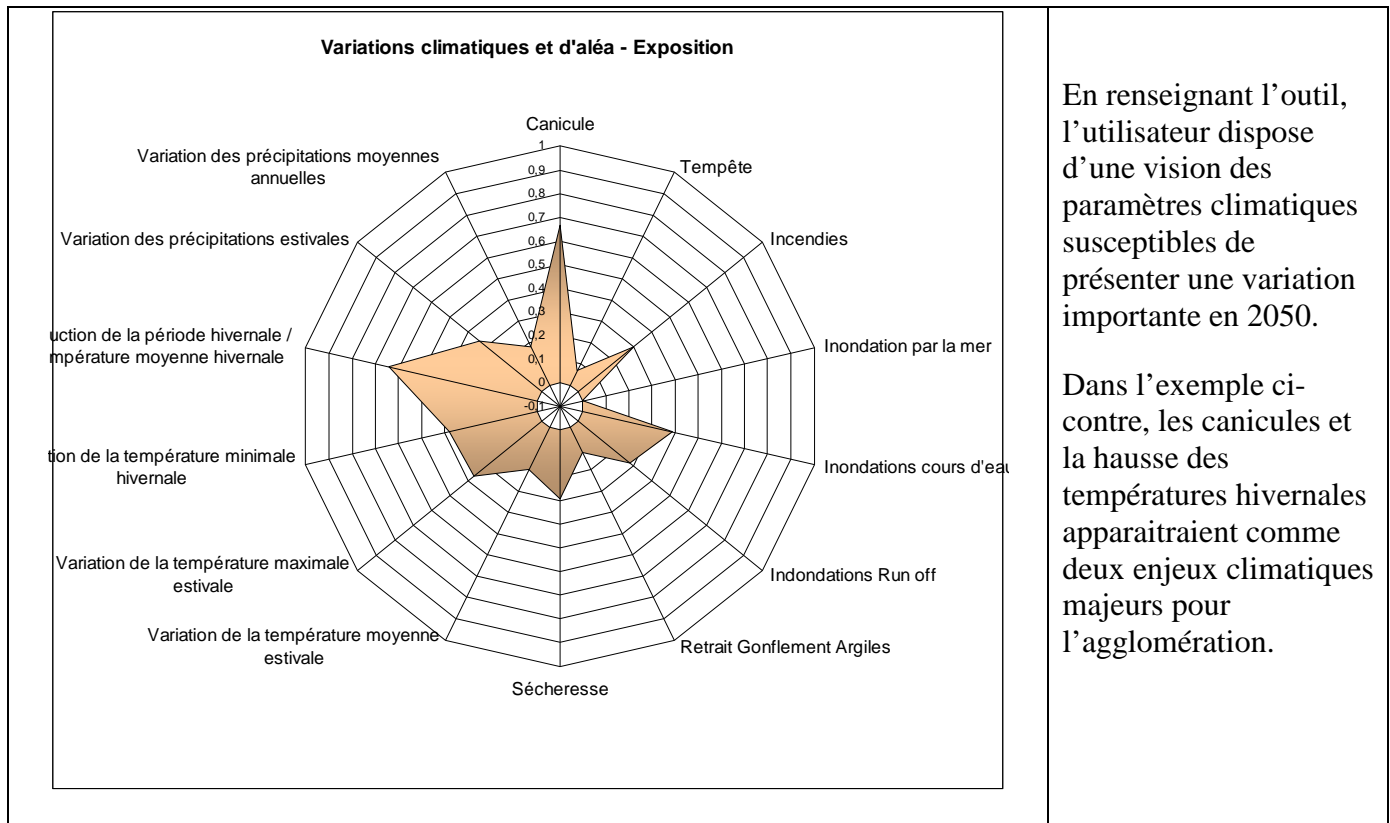 Variations climatiques et d'aléa - Exposition
Canicule
Tempête
Incendies
Inondation par la mer
Inondations cours d'eau
Indondations Run off
Retrait Gonflement Argiles
Sécheresse
Variation de la température moyenne
estivale
Variation de la température maximale
estivale
tion de la température minimale
hivernale
uction de la période hivernale /
mpérature moyenne hivernale
Variation des précipitations estivales
Variation des précipitations moyennes
annuelles
1
0,9
0,8
0,7
0,6
0,5
0,4
0,3
0,2
0,1
0
-0,1
En renseignant l’outil,
l’utilisateur dispose
d’une vision des
paramètres climatiques
susceptibles de
présenter une variation
importante en 2050.
Dans l’exemple ci-
contre, les canicules et
la hausse des
températures hivernales
apparaitraient comme
deux enjeux climatiques
majeurs pour
l’agglomération.